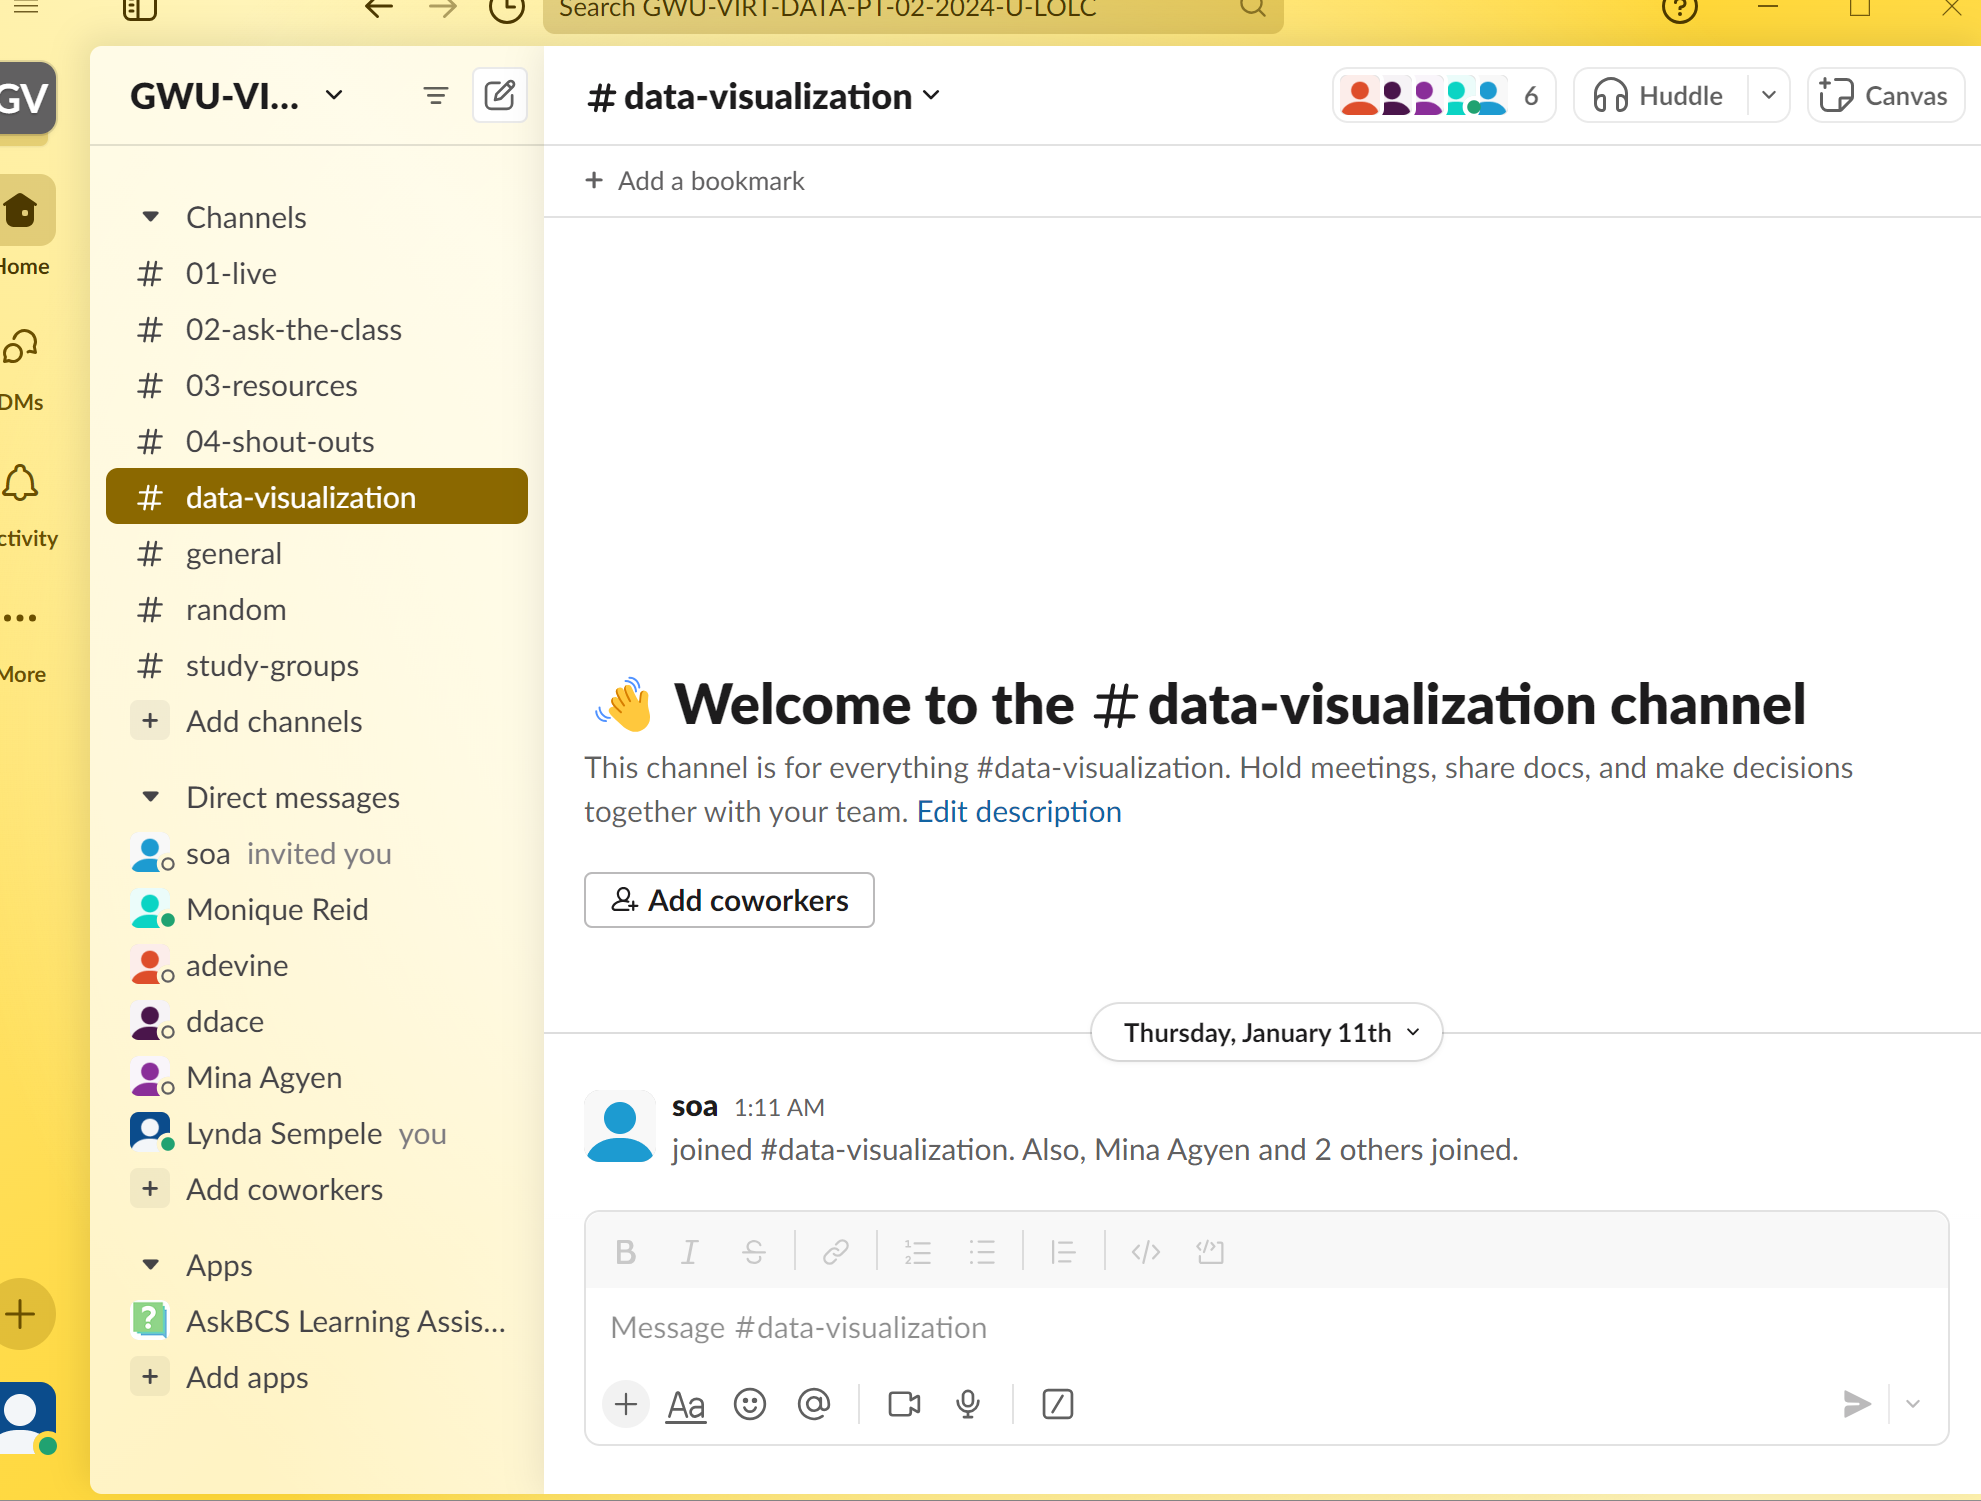 Search GWU-VIRT-DATA-PT-02-2024-U-LOLC
GV
Home
DMs
ctivity
More
GWU-VI...
Channels
# 01-live
# 02-ask-the-class
# 03-resources
# 04-shout-outs
# data-visualization
# general
# random
# study-groups
+ Add channels
Direct messages
soa invited you
Monique Reid
adevine
ddace
Mina Agyen
Lynda Sempele you
+ Add coworkers
Apps
? AskBCS Learning Assis...
+ Add apps
# data-visualization
6
Huddle
Canvas
+ Add a bookmark
Welcome to the # data-visualization channel
This channel is for everything #data-visualization. Hold meetings, share docs, and make decisions
together with your team. Edit description
Add coworkers
Thursday, January 11th
soa 1:11 AM
joined #data-visualization. Also, Mina Agyen and 2 others joined.
B I S
Message #data-visualization
+ Aa @